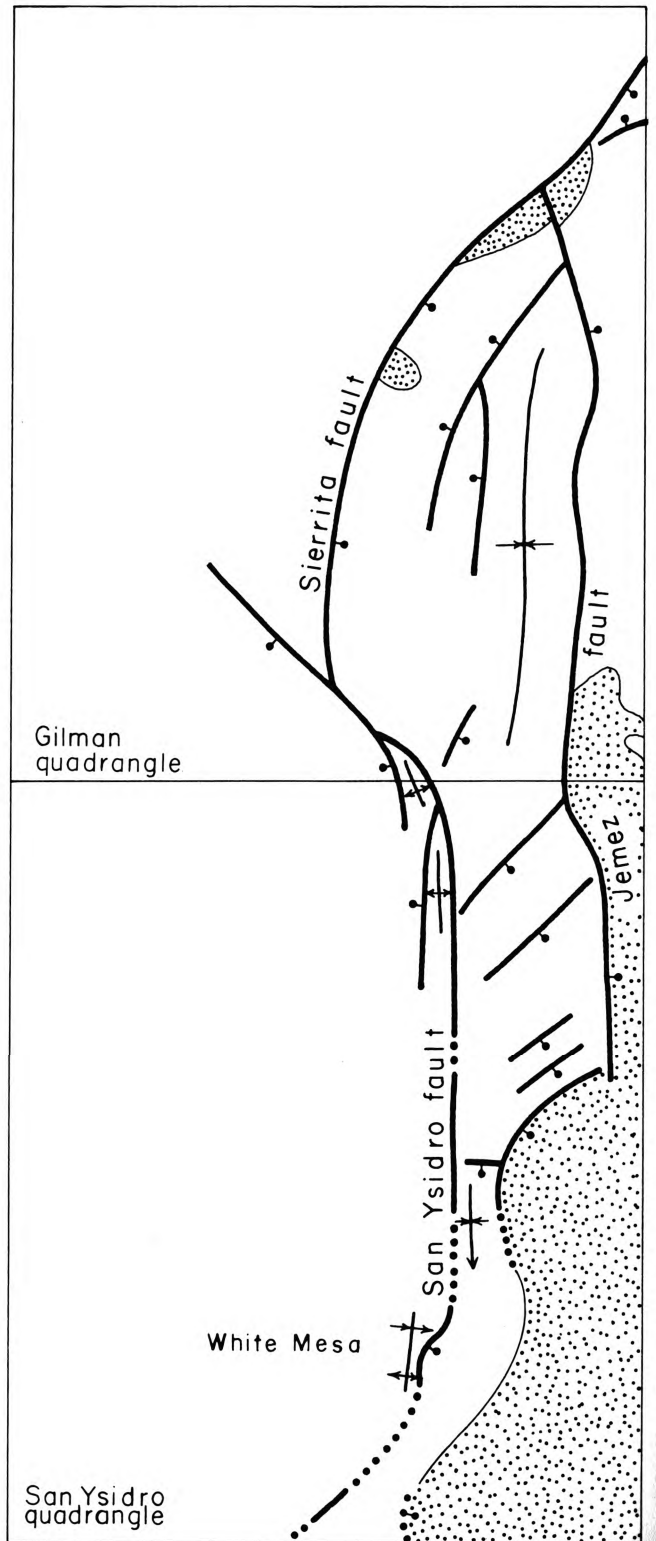 Sierrita fault
fault
Gilman
quadrangle
Jemez
San Ysidro fault
White Mesa
San Ysidro
quadrangle